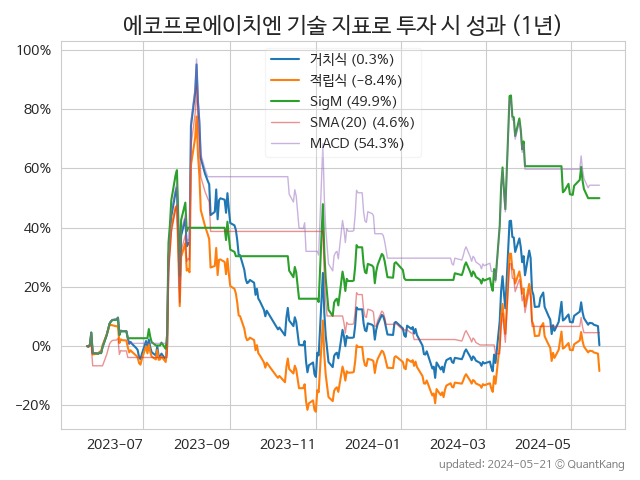 에코프로에이치엔 기술 지표로 투자 시 성과 (1년)
100%
80%
60%
40%
20%
0%
−20%
거치식 (0.3%)
적립식 (−8.4%)
SigM (49.9%)
SMA(20) (4.6%)
MACD (54.3%)
2023-07
2023-09
2023-11
2024-01
2024-03
2024-05
updated: 2024-05-21 © QuantKang